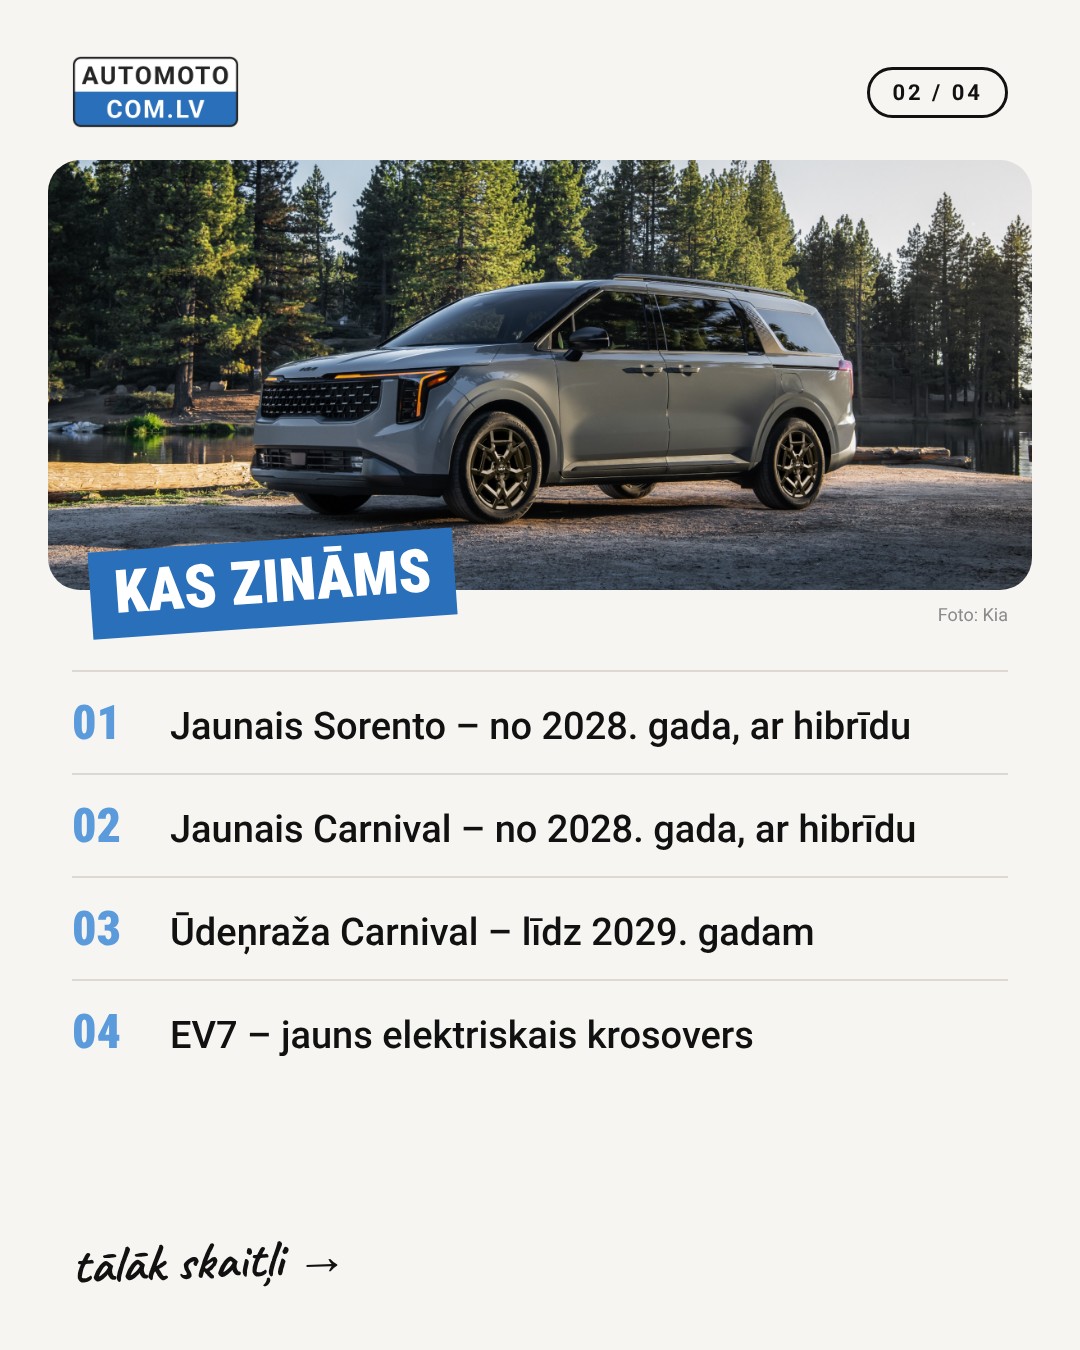 AUTOMOTO
COM.LV
02 / 04
KAS ZINĀMS
Foto: Kia
01 Jaunais Sorento – no 2028. gada, ar hibrīdu
02 Jaunais Carnival – no 2028. gada, ar hibrīdu
03 Ūdeņraža Carnival – līdz 2029. gadam
04 EV7 – jauns elektriskais krosovers
tālāk skaitļi →